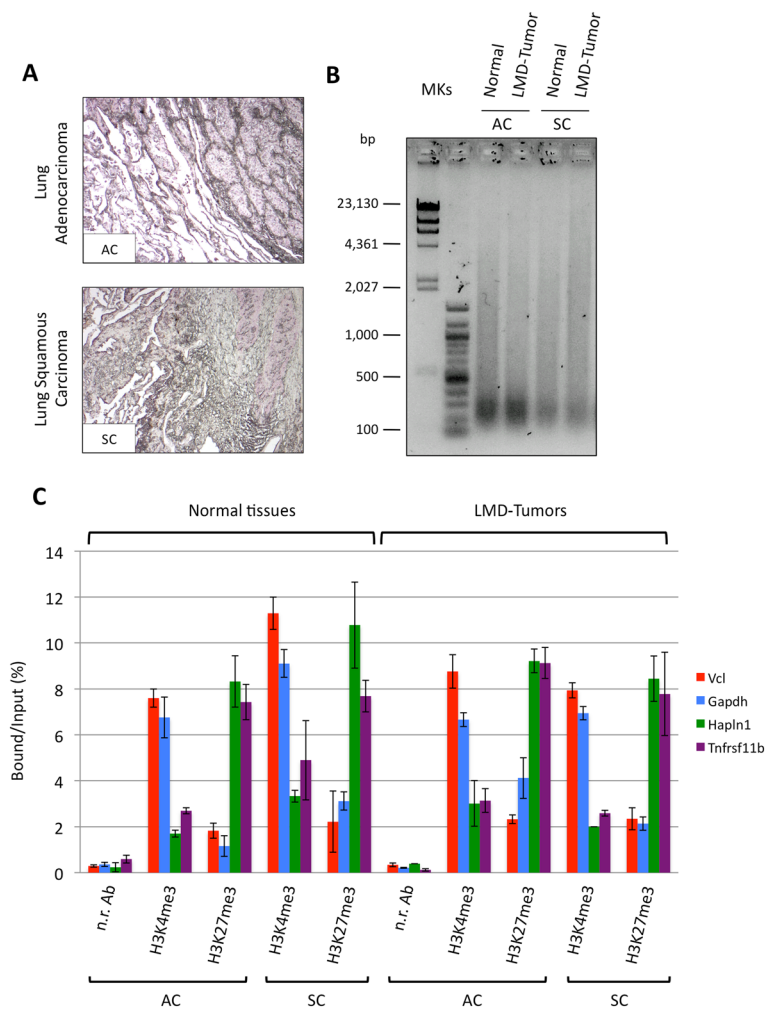 A
Lung
Adenocarcinoma
AC
Lung Squamous
Carcinoma
SC
B
MKs
Normal
LMD-Tumor
Normal
LMD-Tumor
AC
SC
bp
23,130
4,361
2,027
1,000
500
100
C
Normal tissues
LMD-Tumors
Bound/Input (%)
14
12
10
8
6
4
2
0
Vcl
Gapdh
Hapln1
Tnfrsf11b
n.r. Ab
H3K4me3
H3K27me3
H3K4me3
H3K27me3
n.r. Ab
H3K4me3
H3K27me3
H3K4me3
H3K27me3
AC
SC
AC
SC